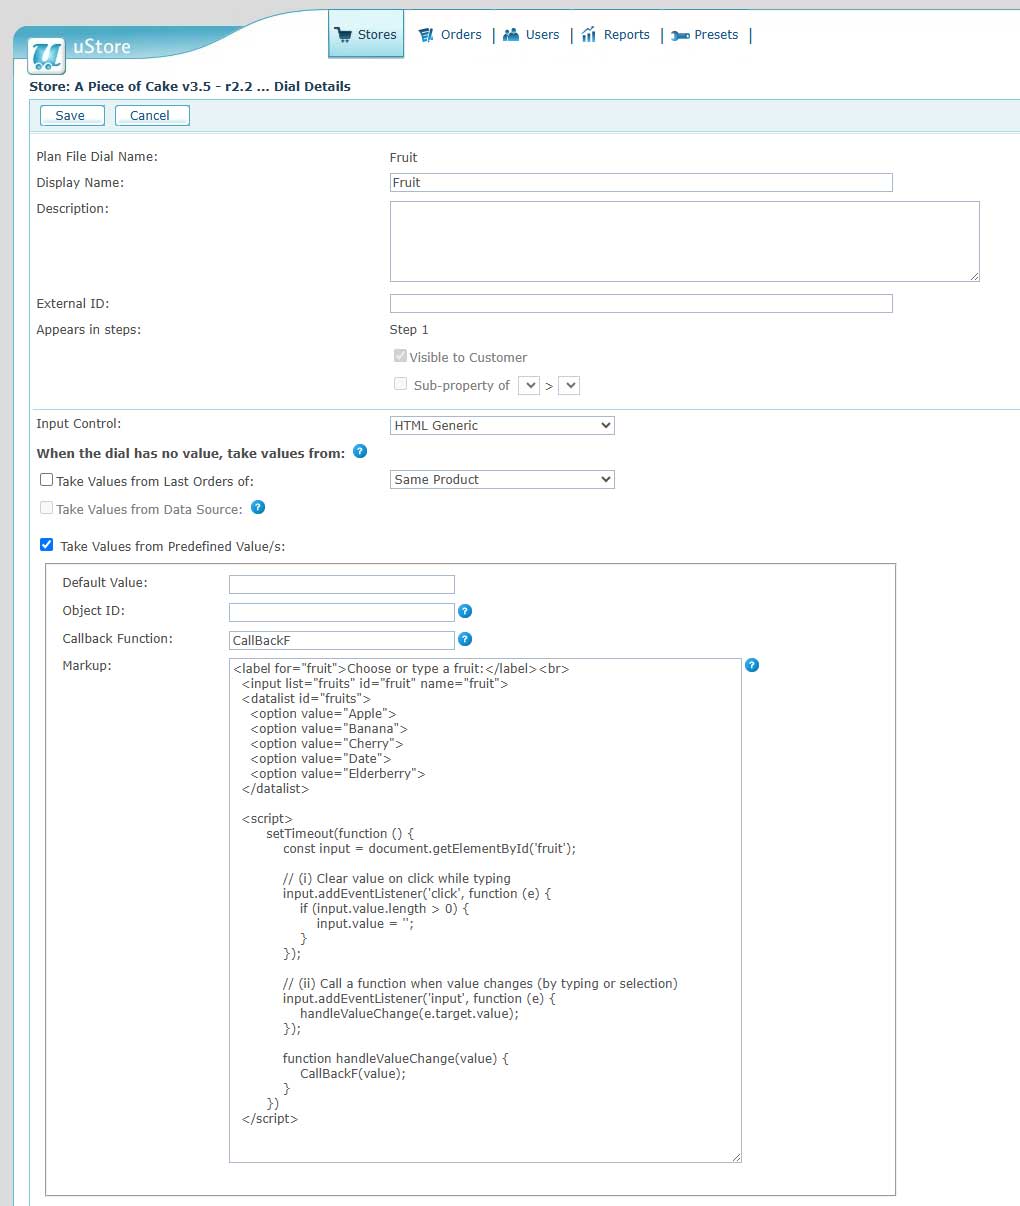 uStore
Stores
Orders
Users
Reports
Presets
Store: A Piece of Cake v3.5 - r2.2 ... Dial Details
Save
Cancel
Plan File Dial Name: Fruit
Display Name: Fruit
Description:
External ID:
Appears in steps: Step 1
Visible to Customer
Sub-property of >
Input Control: HTML Generic
When the dial has no value, take values from: ?
Take Values from Last Orders of: Same Product
Take Values from Data Source: ?
Take Values from Predefined Value/s:
Default Value:
Object ID: ?
Callback Function: CallBackF ?
Markup: ?
<label for="fruit">Choose or type a fruit:</label><br>
<input list="fruits" id="fruit" name="fruit">
<datalist id="fruits">
<option value="Apple">
<option value="Banana">
<option value="Cherry">
<option value="Date">
<option value="Elderberry">
</datalist>
<script>
setTimeout(function () {
const input = document.getElementById('fruit');
// (i) Clear value on click while typing
input.addEventListener('click', function (e) {
if (input.value.length > 0) {
input.value = '';
}
});
// (ii) Call a function when value changes (by typing or selection)
input.addEventListener('input', function (e) {
handleValueChange(e.target.value);
});
function handleValueChange(value) {
CallBackF(value);
}
})
</script>